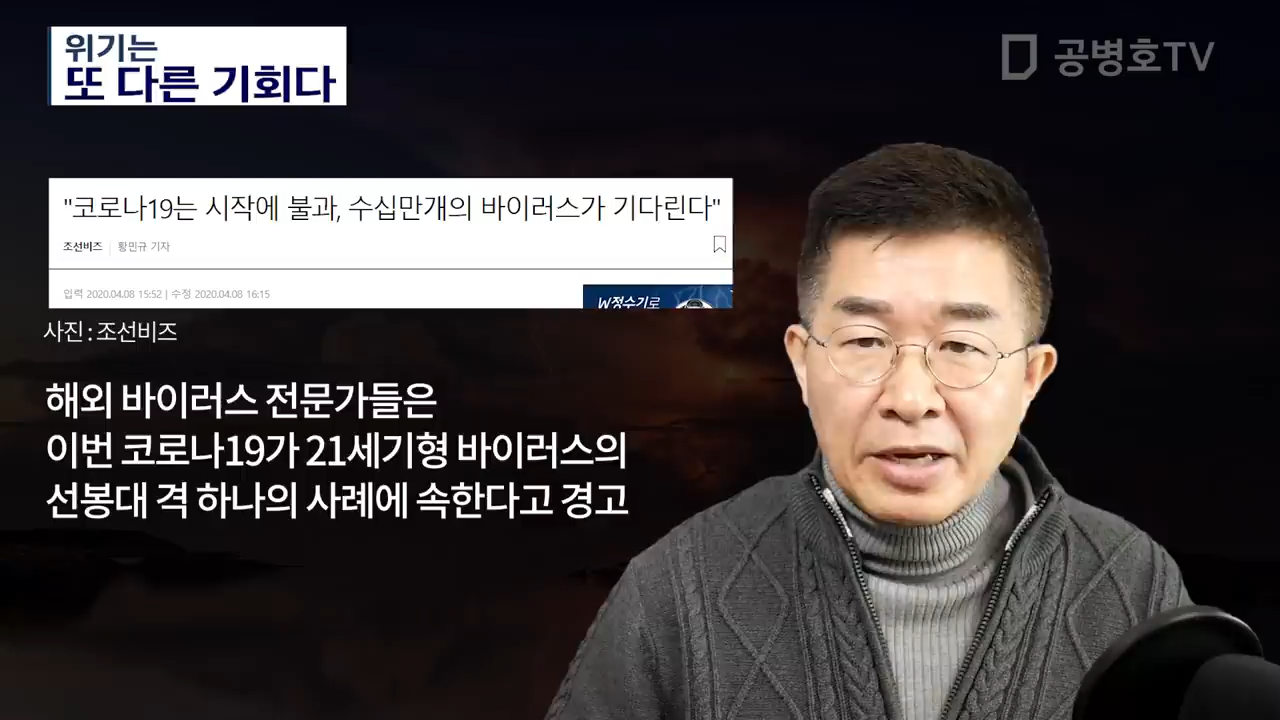 위기는
또 다른 기회다
공병호TV
"코로나19는 시작에 불과, 수십만개의 바이러스가 기다린다"
조선비즈 | 황민규 기자
입력 2020.04.08 15:52 | 수정 2020.04.08 16:15
W정수기로
사진 : 조선비즈
해외 바이러스 전문가들은
이번 코로나19가 21세기형 바이러스의
선봉대 격 하나의 사례에 속한다고 경고